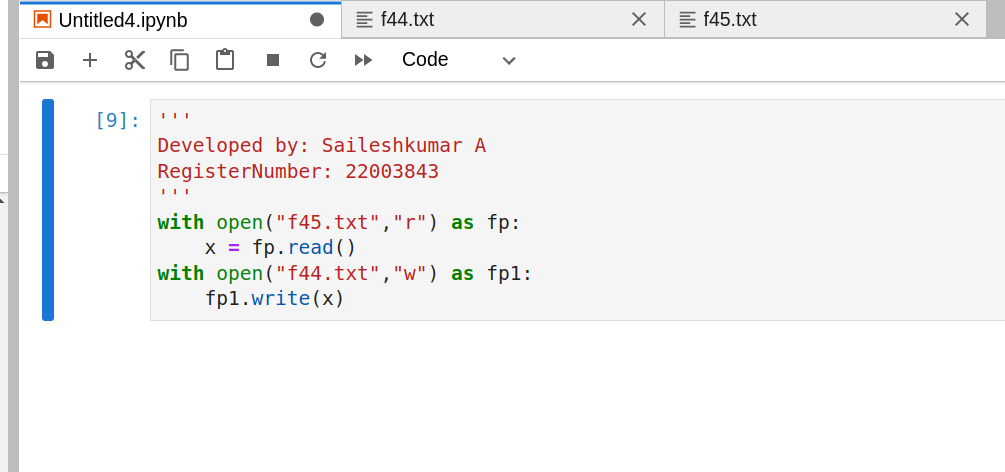 Untitled4.ipynb
f44.txt
f45.txt
Code
[9]:
'''
Developed by: Saileshkumar A
RegisterNumber: 22003843
'''
with open("f45.txt","r") as fp:
    x = fp.read()
with open("f44.txt","w") as fp1:
    fp1.write(x)